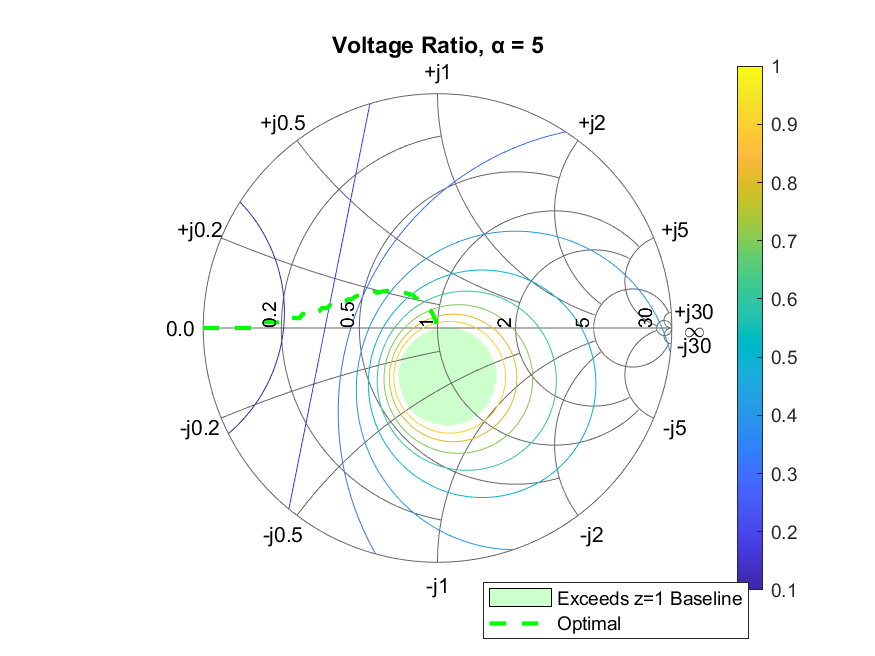 Voltage Ratio, α = 5
+j1
+j0.5
+j2
+j0.2
+j5
0.0
0.2
0.5
1
2
5
30
+j30
∞
-j30
-j0.2
-j5
-j0.5
-j2
-j1
1
0.9
0.8
0.7
0.6
0.5
0.4
0.3
0.2
0.1
Exceeds z=1 Baseline
Optimal